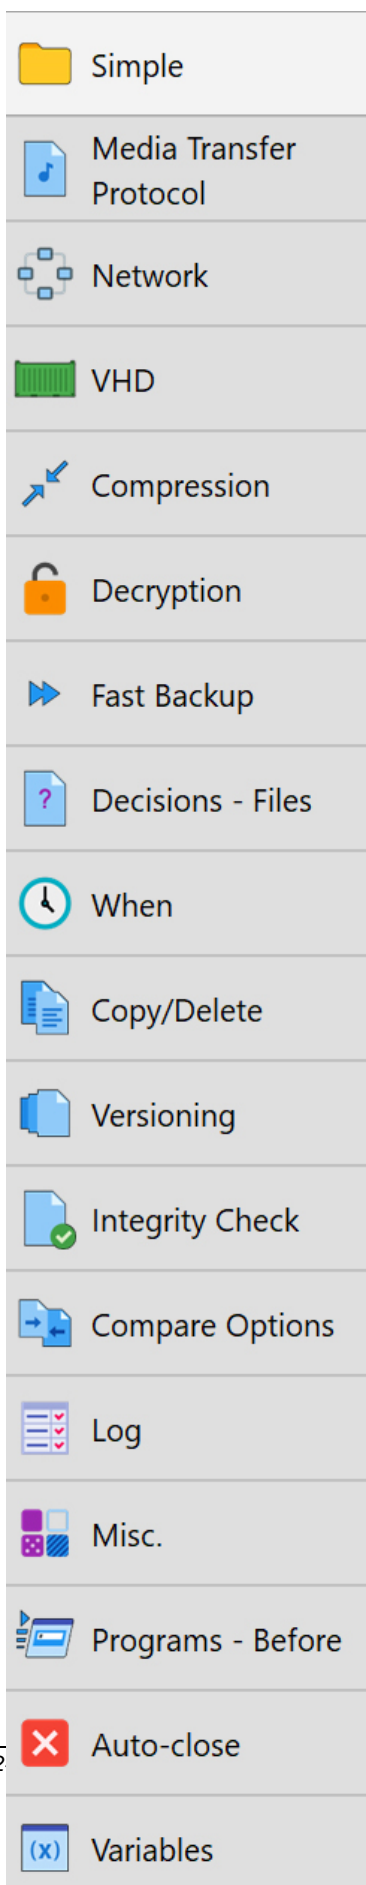 Simple
Media Transfer
Protocol
Network
VHD
Compression
Decryption
Fast Backup
?
Decisions - Files
When
Copy/Delete
Versioning
Integrity Check
Compare Options
Log
Misc.
Programs - Before
Auto-close
(x)
Variables